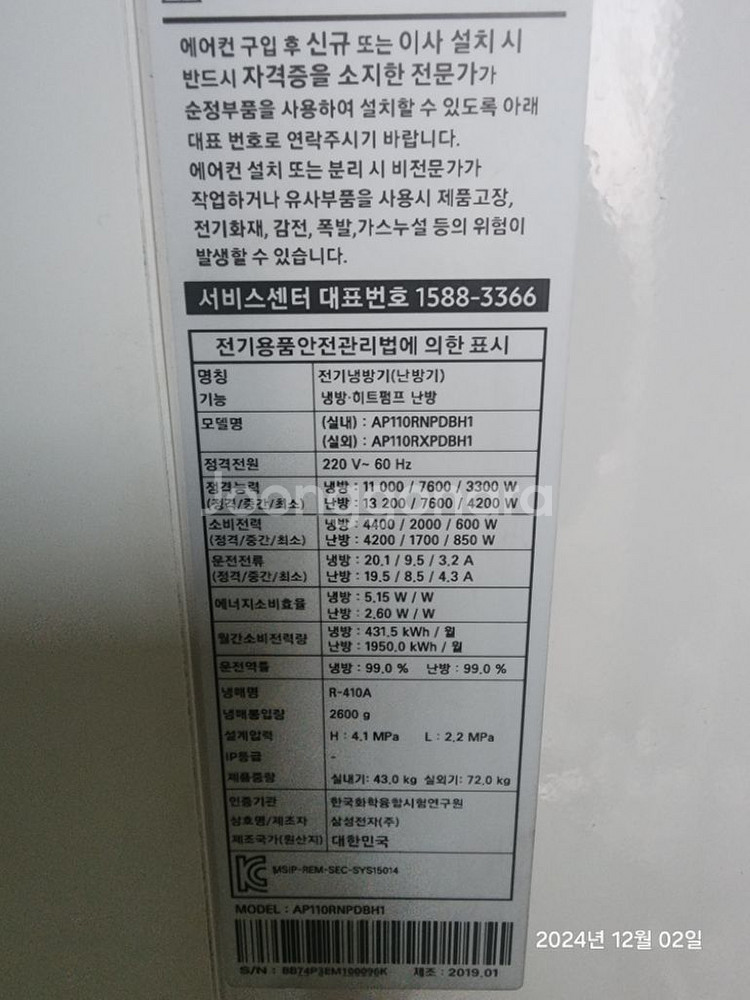 에어컨 구입 후 신규 또는 이사 설치 시
반드시 자격증을 소지한 전문가가
순정부품을 사용하여 설치할 수 있도록 아래
대표 번호로 연락주시기 바랍니다.
에어컨 설치 또는 분리 시 비전문가가
작업하거나 유사부품을 사용시 제품고장,
전기화재, 감전, 폭발,가스누설 등의 위험이
발생할 수 있습니다.
서비스센터 대표번호 1588-3366
전기용품안전관리법에 의한 표시
명칭 전기냉방기(난방기)
기능 냉방·히트펌프 난방
모델명 (실내) : AP110RNPDBH1
(실외) : AP110RXPDBH1
정격전원 220 V~ 60 Hz
정격능력 냉방 : 11 000 / 7600 / 3300 W
(정격/중간/최소) 난방 : 13 200 / 7600 / 4200 W
소비전력 냉방 : 4400 / 2000 / 600 W
(정격/중간/최소) 난방 : 4200 / 1700 / 850 W
운전전류 냉방 : 20.1 / 9.5 / 3.2 A
(정격/중간/최소) 난방 : 19.5 / 8.5 / 4.3 A
에너지소비효율 냉방 : 5.15 W / W
난방 : 2.60 W / W
월간소비전력량 냉방 : 431.5 kWh / 월
난방 : 1950.0 kWh / 월
운전역률 냉방 : 99.0 % 난방 : 99.0 %
냉매명 R-410A
냉매봉입량 2600 g
설계압력 H : 4.1 MPa L : 2.2 MPa
IP등급 -
제품중량 실내기: 43.0 kg 실외기: 72.0 kg
인증기관 한국화학융합시험연구원
상호명/제조자 삼성전자(주)
제조국가(원산지) 대한민국
MSIP-REM-SEC-SYS15014
MODEL : AP110RNPDBH1
S/N : BB74P3EM100096K 제조 : 2019.01
2024년 12월 02일
Joonggonara